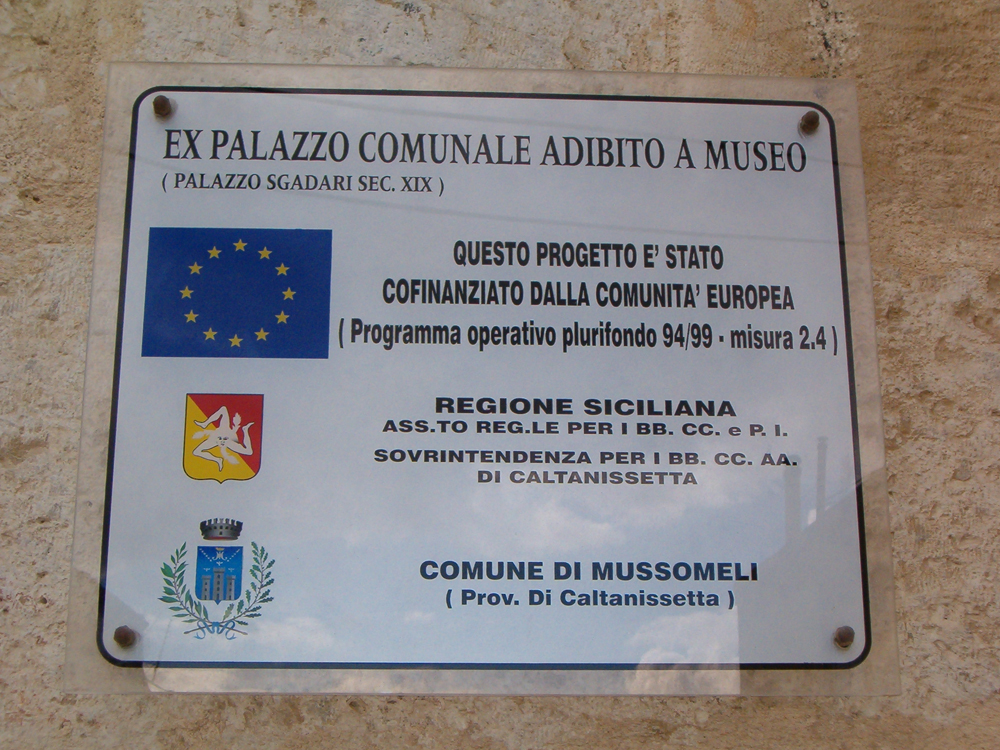 EX PALAZZO COMUNALE ADIBITO A MUSEO
( PALAZZO SGADARI SEC. XIX )
QUESTO PROGETTO E' STATO
COFINANZIATO DALLA COMUNITA' EUROPEA
( Programma operativo plurifondo 94/99 - misura 2.4 )
REGIONE SICILIANA
ASS.TO REG.LE PER I BB. CC. e P. I.
SOVRINTENDENZA PER I BB. CC. AA.
DI CALTANISSETTA
COMUNE DI MUSSOMELI
( Prov. Di Caltanissetta )